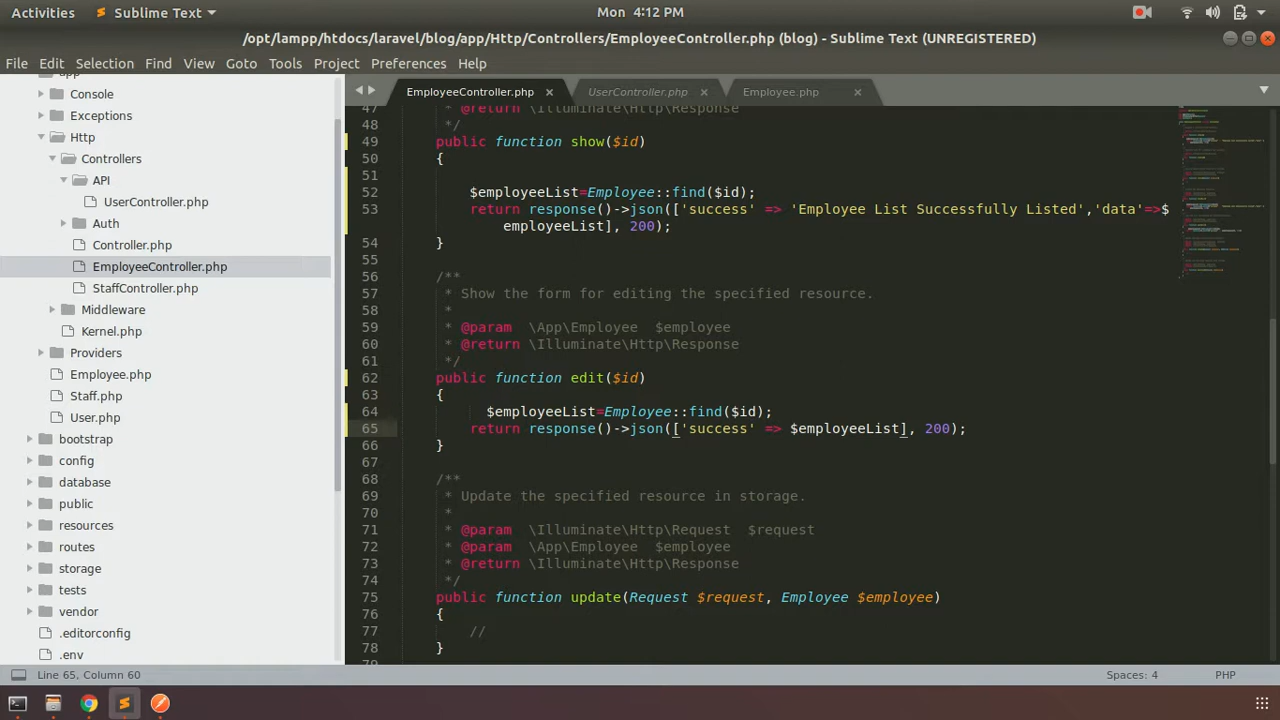 Activities
Sublime Text
Mon 4:12 PM
/opt/lampp/htdocs/laravel/blog/app/Http/Controllers/EmployeeController.php (blog) - Sublime Text (UNREGISTERED)
File Edit Selection Find View Goto Tools Project Preferences Help
app
Console
Exceptions
Http
Controllers
API
UserController.php
Auth
Controller.php
EmployeeController.php
StaffController.php
Middleware
Kernel.php
Providers
Employee.php
Staff.php
User.php
bootstrap
config
database
public
resources
routes
storage
tests
vendor
.editorconfig
.env
EmployeeController.php
UserController.php
Employee.php
47 * @return \Illuminate\Http\Response
48 */
49 public function show($id)
50 {
51
52 $employeeList=Employee::find($id);
53 return response()->json(['success' => 'Employee List Successfully Listed','data'=>$
employeeList], 200);
54 }
55
56 /**
57 * Show the form for editing the specified resource.
58 *
59 * @param \App\Employee $employee
60 * @return \Illuminate\Http\Response
61 */
62 public function edit($id)
63 {
64 $employeeList=Employee::find($id);
65 return response()->json(['success' => $employeeList], 200);
66 }
67
68 /**
69 * Update the specified resource in storage.
70 *
71 * @param \Illuminate\Http\Request $request
72 * @param \App\Employee $employee
73 * @return \Illuminate\Http\Response
74 */
75 public function update(Request $request, Employee $employee)
76 {
77 //
78 }
79
Line 65, Column 60
Spaces: 4
PHP